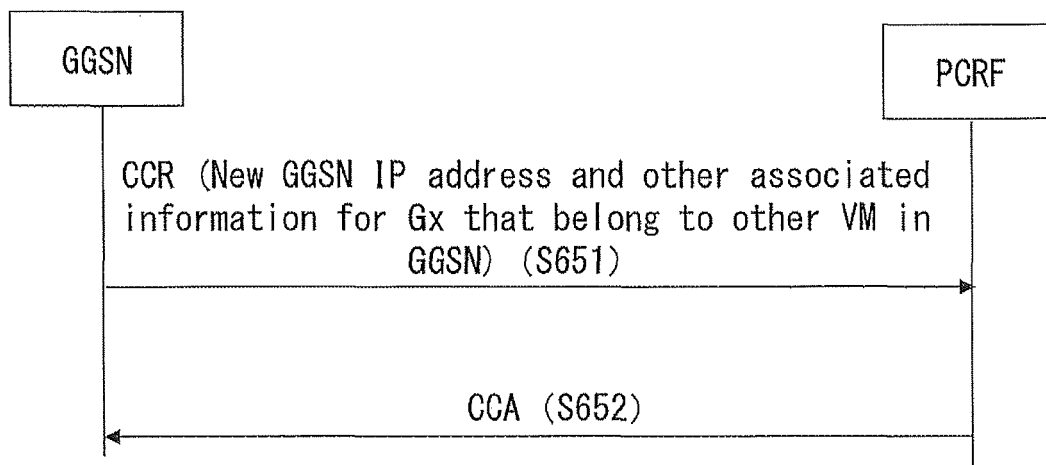 GGSN
PCRF
CCR (New GGSN IP address and other associated
information for Gx that belong to other VM in
GGSN) (S651)
CCA (S652)